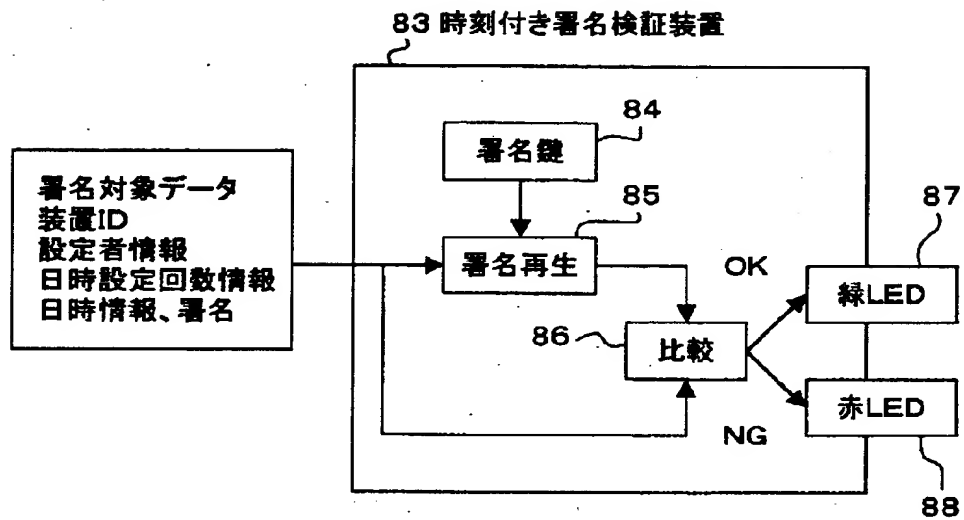 83 時刻付き署名検証装置
84
署名鍵
署名対象データ
装置ID
設定者情報
日時設定回数情報
日時情報、署名
85
署名再生
87
OK
緑LED
86
比較
赤LED
NG
88